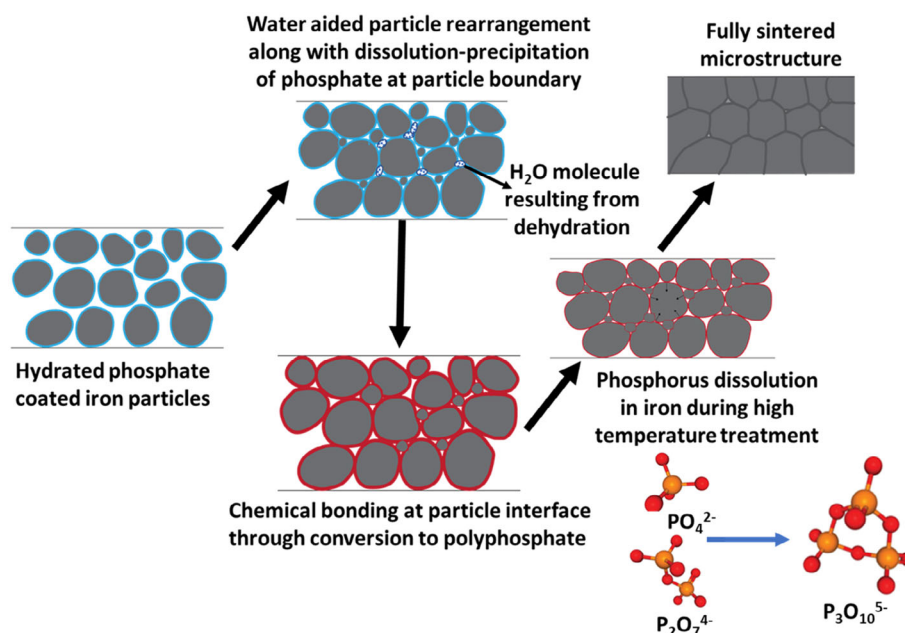 Water aided particle rearrangement
along with dissolution-precipitation
of phosphate at particle boundary
Fully sintered
microstructure
H₂O molecule
resulting from
dehydration
Hydrated phosphate
coated iron particles
Phosphorus dissolution
in iron during high
temperature treatment
Chemical bonding at particle interface
through conversion to polyphosphate
PO₄²⁻
P₂O₇⁴⁻
P₃O₁₀⁵⁻